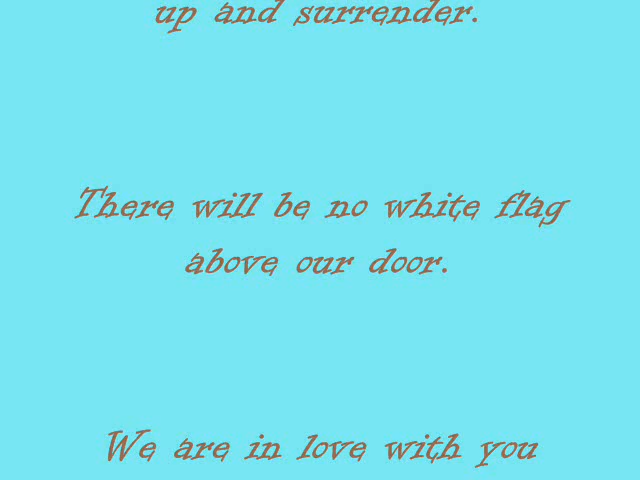 up and surrender.
There will be no white flag
above our door.
We are in love with you